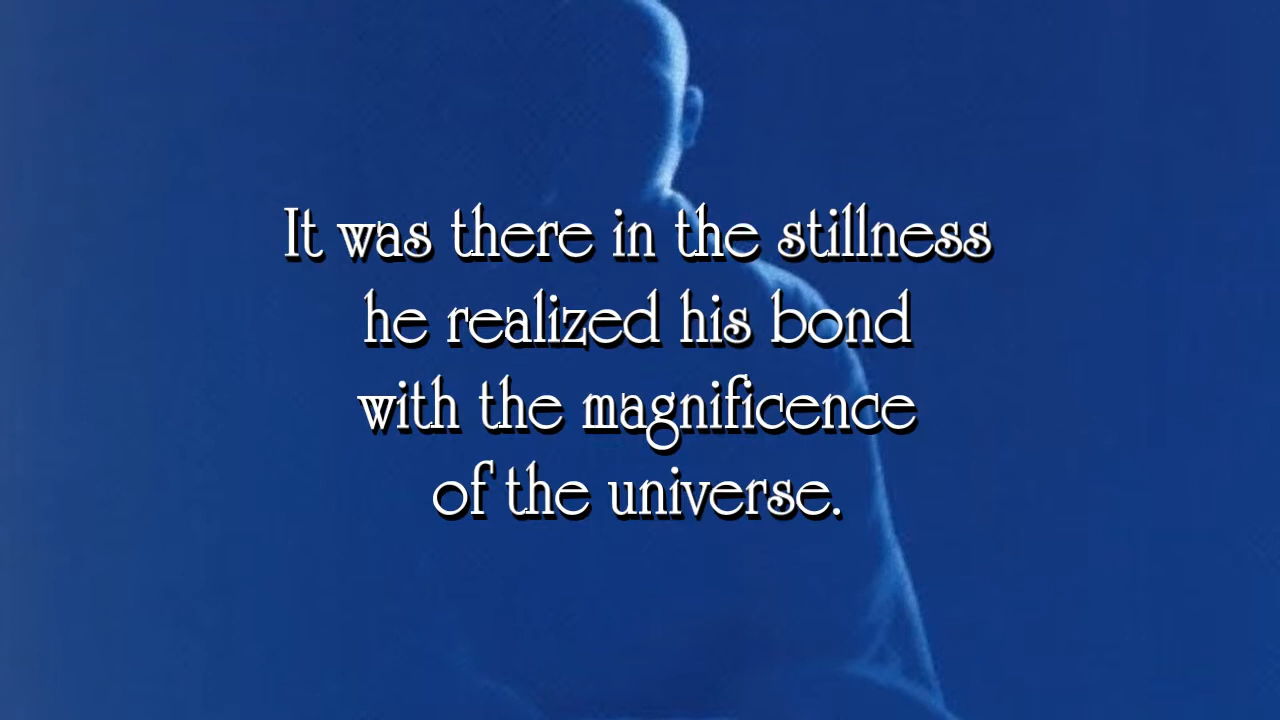 It was there in the stillness
he realized his bond
with the magnificence
of the universe.